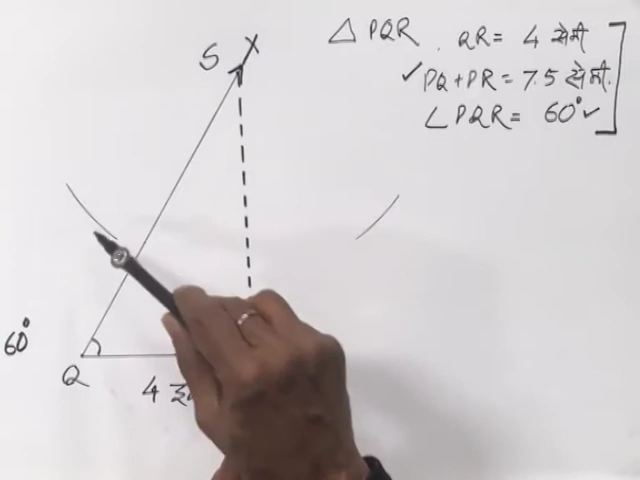 △ PQR . QR = 4 सेमी
✓ PQ + PR = 7.5 सेमी.
∠ PQR = 60° ✓
S X
60°
Q
4